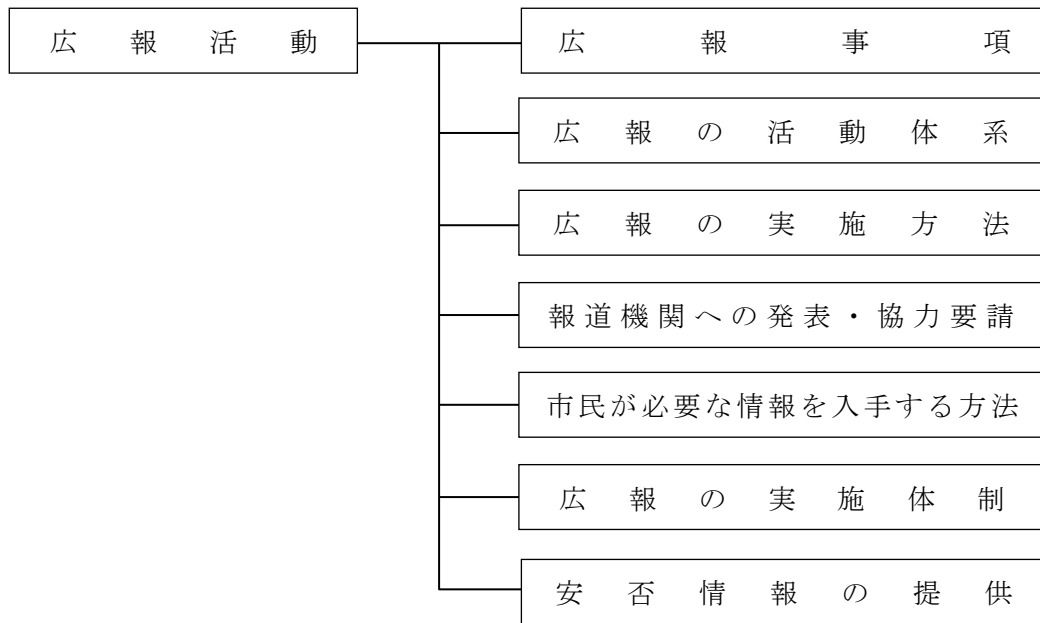 広報活動
広報事項
広報の活動体系
広報の実施方法
報道機関への発表・協力要請
市民が必要な情報を入手する方法
広報の実施体制
安否情報の提供